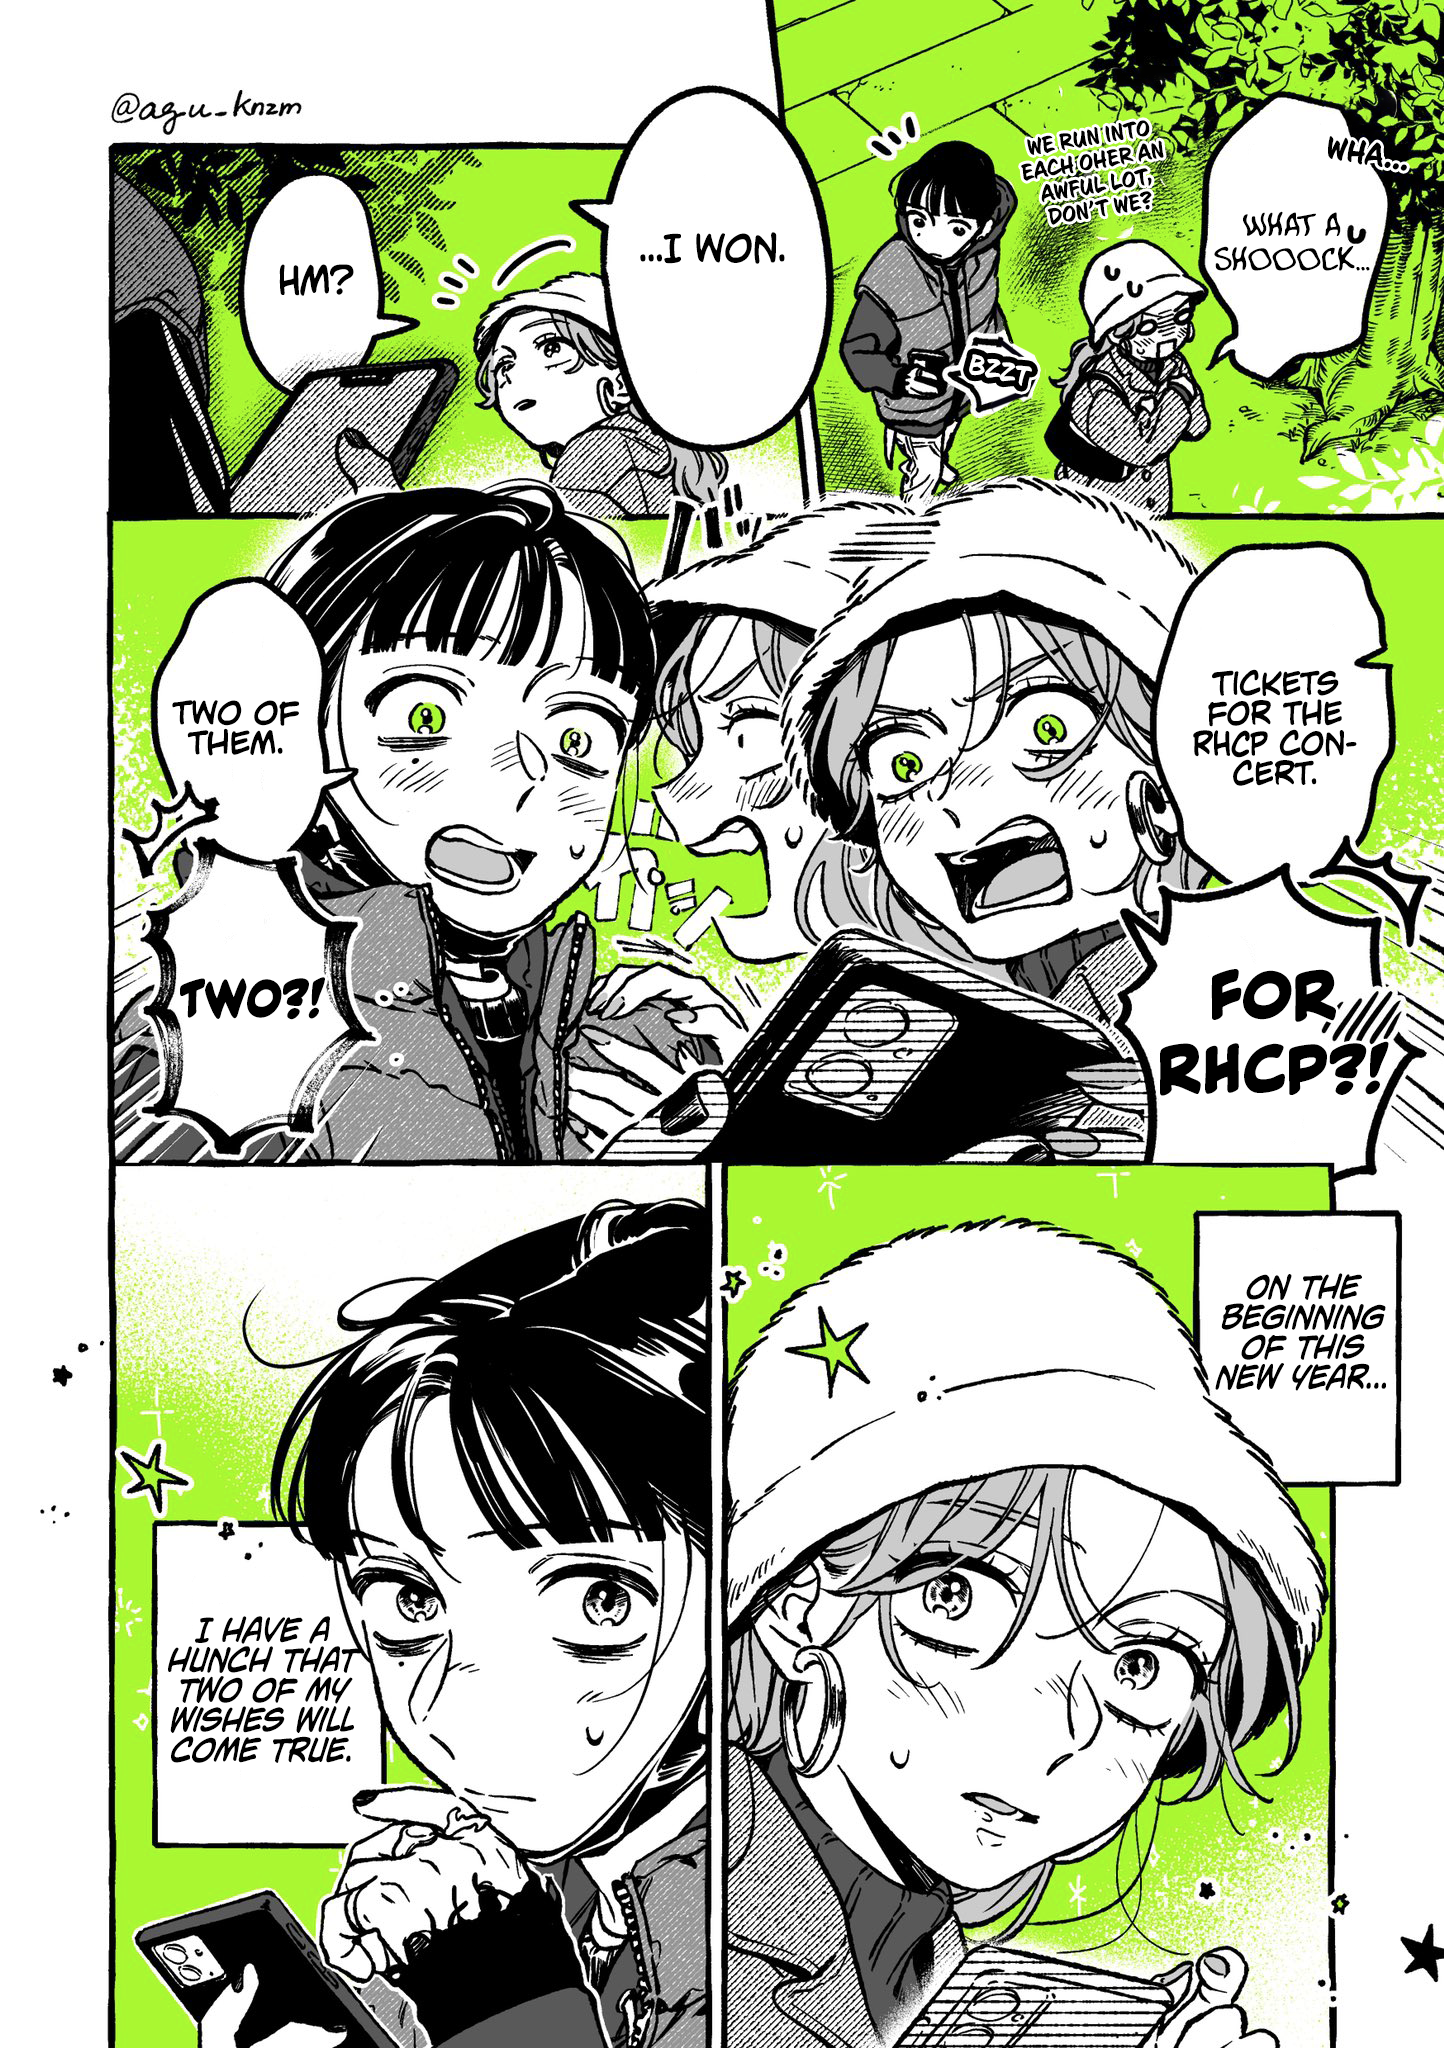 @agu_knzm
WHA...
WHAT A
SHOOOCK...
WE RUN INTO
EACH OHER AN
AWFUL LOT,
DON'T WE?
BZZT
...I WON.
HM?
TICKETS
FOR THE
RHCP CON-
CERT.
FOR
RHCP?!
TWO OF
THEM.
TWO?!
ON THE
BEGINNING
OF THIS
NEW YEAR...
I HAVE A
HUNCH THAT
TWO OF MY
WISHES WILL
COME TRUE.